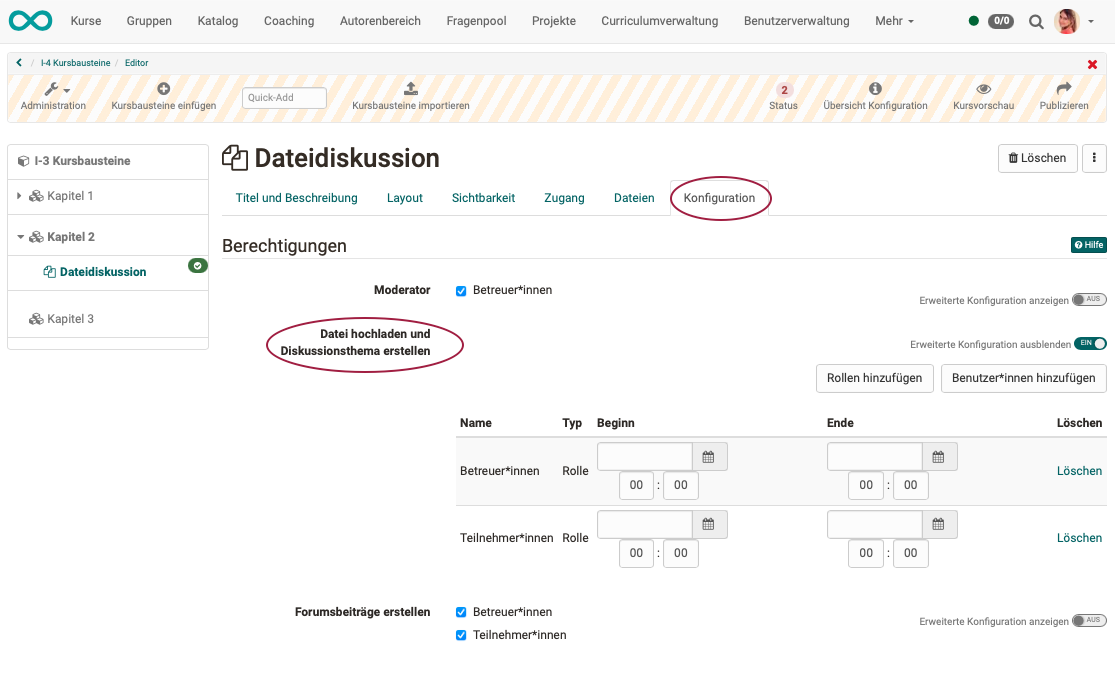 Kurse Gruppen Katalog Coaching Autorenbereich Fragenpool Projekte Curriculumverwaltung Benutzerverwaltung Mehr 0/0
/ I-4 Kursbausteine / Editor
Administration Kursbausteine einfügen Quick-Add Kursbausteine importieren 2 Status Übersicht Konfiguration Kursvorschau Publizieren
I-3 Kursbausteine
Kapitel 1
Kapitel 2
Dateidiskussion
Kapitel 3
Dateidiskussion
Löschen
Titel und Beschreibung Layout Sichtbarkeit Zugang Dateien Konfiguration
Berechtigungen Hilfe
Moderator Betreuer*innen
Erweiterte Konfiguration anzeigen AUS
Datei hochladen und
Diskussionsthema erstellen
Erweiterte Konfiguration ausblenden EIN
Rollen hinzufügen Benutzer*innen hinzufügen
Name Typ Beginn Ende Löschen
Betreuer*innen Rolle 00 : 00 00 : 00 Löschen
Teilnehmer*innen Rolle 00 : 00 00 : 00 Löschen
Forumsbeiträge erstellen Betreuer*innen
Erweiterte Konfiguration anzeigen AUS
Teilnehmer*innen